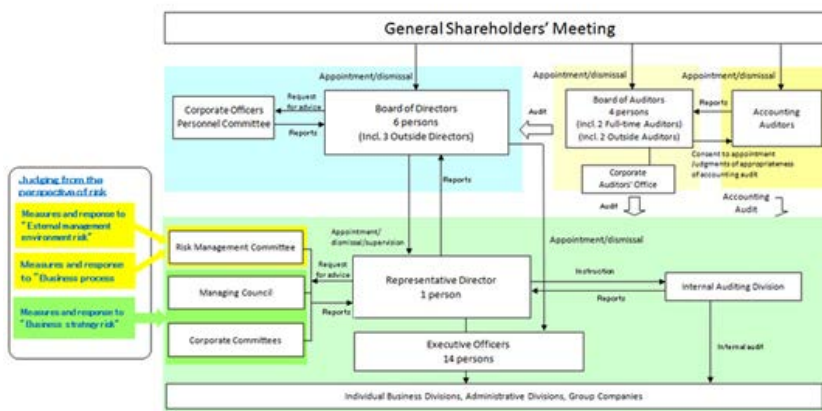 General Shareholders' Meeting
Appointment/dismissal
Appointment/dismissal
Appointment/dismissal
Corporate Officers
Personnel Committee
Request
for advice
Reports
Board of Directors
6 persons
(Incl. 3 Outside Directors)
Audit
Board of Auditors
4 persons
(Incl. 2 Full-time Auditors)
(Incl. 2 Outside Auditors)
Reports
Accounting
Auditors
Consent to appointment
Judgments of appropriateness
of accounting audit
Corporate
Auditors' Office
Audit
Accounting
Audit
Reports
Judging from the
perspective of risk
Measures and response to
"External management
environment risk"
Measures and response
to "Business process
Measures and response to
"Business strategy risk"
Appointment/
dismissal/supervision
Appointment/dismissal
Risk Management Committee
Managing Council
Corporate Committees
Request
for advice
Reports
Representative Director
1 person
Instruction
Reports
Internal Auditing Division
Executive Officers
14 persons
Internal audit
Individual Business Divisions, Administrative Divisions, Group Companies